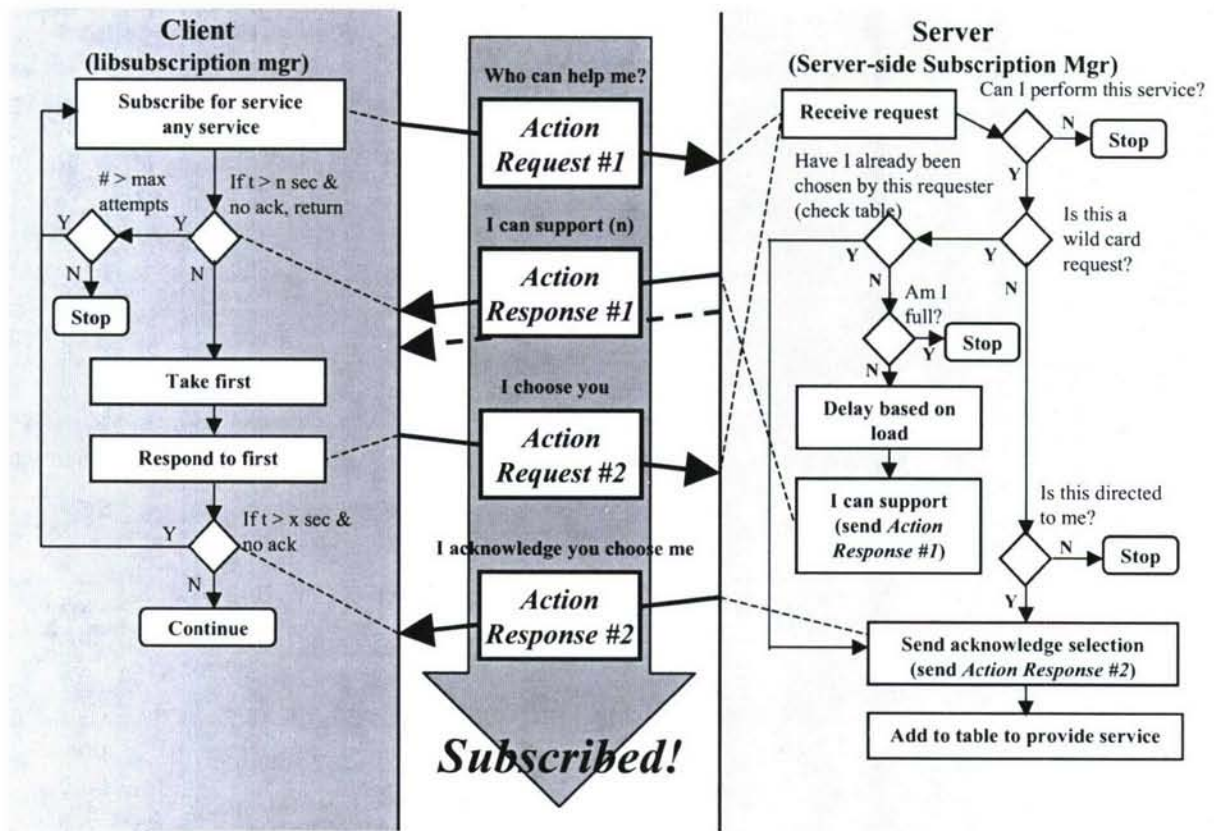 Client
(libsubscription mgr)
Subscribe for service
any service
# > max
attempts
If t > n sec &
no ack, return
Y
Y
N
N
Stop
Take first
Respond to first
If t > x sec &
no ack
Y
N
Continue
Who can help me?
Action
Request #1
I can support (n)
Action
Response #1
I choose you
Action
Request #2
I acknowledge you choose me
Action
Response #2
Subscribed!
Server
(Server-side Subscription Mgr)
Can I perform this service?
Receive request
N
Stop
Y
Have I already been
chosen by this requester
(check table)
Is this a
wild card
request?
Y
Y
N
N
Am I
full?
Y
Stop
N
Delay based on
load
I can support
(send Action
Response #1)
Is this directed
to me?
N
Stop
Y
Send acknowledge selection
(send Action Response #2)
Add to table to provide service